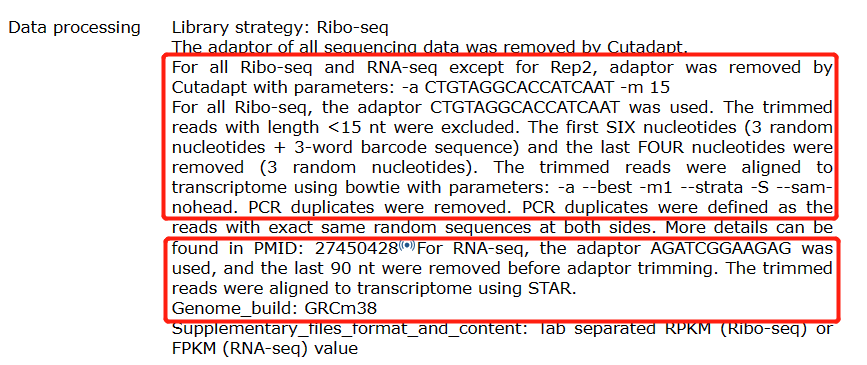 Data processing Library strategy: Ribo-seq
The adaptor of all sequencing data was removed by Cutadapt.
For all Ribo-seq and RNA-seq except for Rep2, adaptor was removed by
Cutadapt with parameters: -a CTGTAGGCACCATCAAT -m 15
For all Ribo-seq, the adaptor CTGTAGGCACCATCAAT was used. The trimmed
reads with length <15 nt were excluded. The first SIX nucleotides (3 random
nucleotides + 3-word barcode sequence) and the last FOUR nucleotides were
removed (3 random nucleotides). The trimmed reads were aligned to
transcriptome using bowtie with parameters: -a --best -m1 --strata -S --sam-
nohead. PCR duplicates were removed. PCR duplicates were defined as the
reads with exact same random sequences at both sides. More details can be
found in PMID: 27450428For RNA-seq, the adaptor AGATCGGAAGAG was
used, and the last 90 nt were removed before adaptor trimming. The trimmed
reads were aligned to transcriptome using STAR.
Genome_build: GRCm38
Supplementary_files_format_and_content: Tab separated RPKM (Ribo-seq) or
FPKM (RNA-seq) value